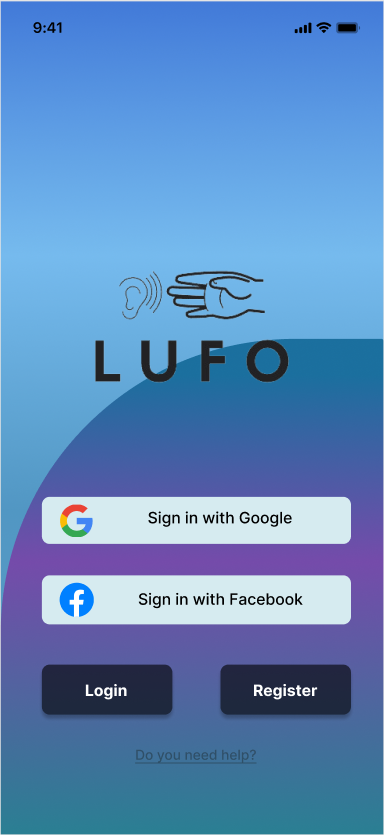 9:41
LUFO
Sign in with Google
Sign in with Facebook
Login
Register
Do you need help?